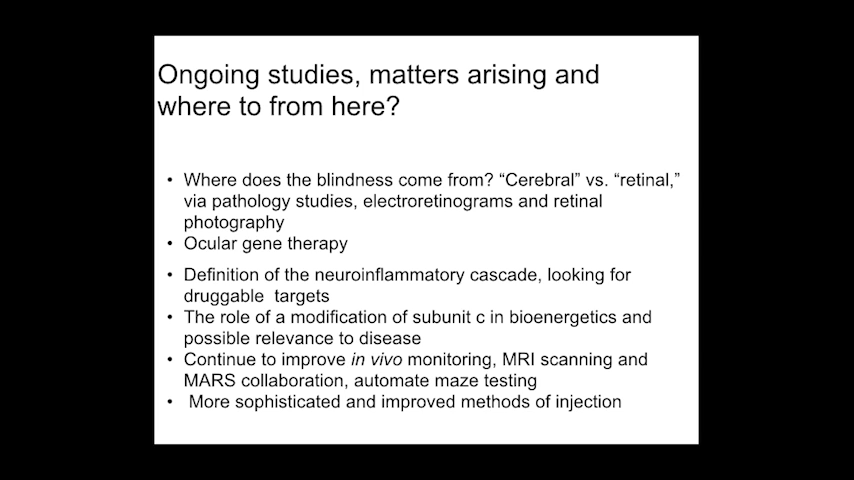 Ongoing studies, matters arising and
where to from here?
• Where does the blindness come from? “Cerebral” vs. “retinal,”
via pathology studies, electroretinograms and retinal
photography
• Ocular gene therapy
• Definition of the neuroinflammatory cascade, looking for
druggable  targets
• The role of a modification of subunit c in bioenergetics and
possible relevance to disease
• Continue to improve in vivo monitoring, MRI scanning and
MARS collaboration, automate maze testing
•  More sophisticated and improved methods of injection